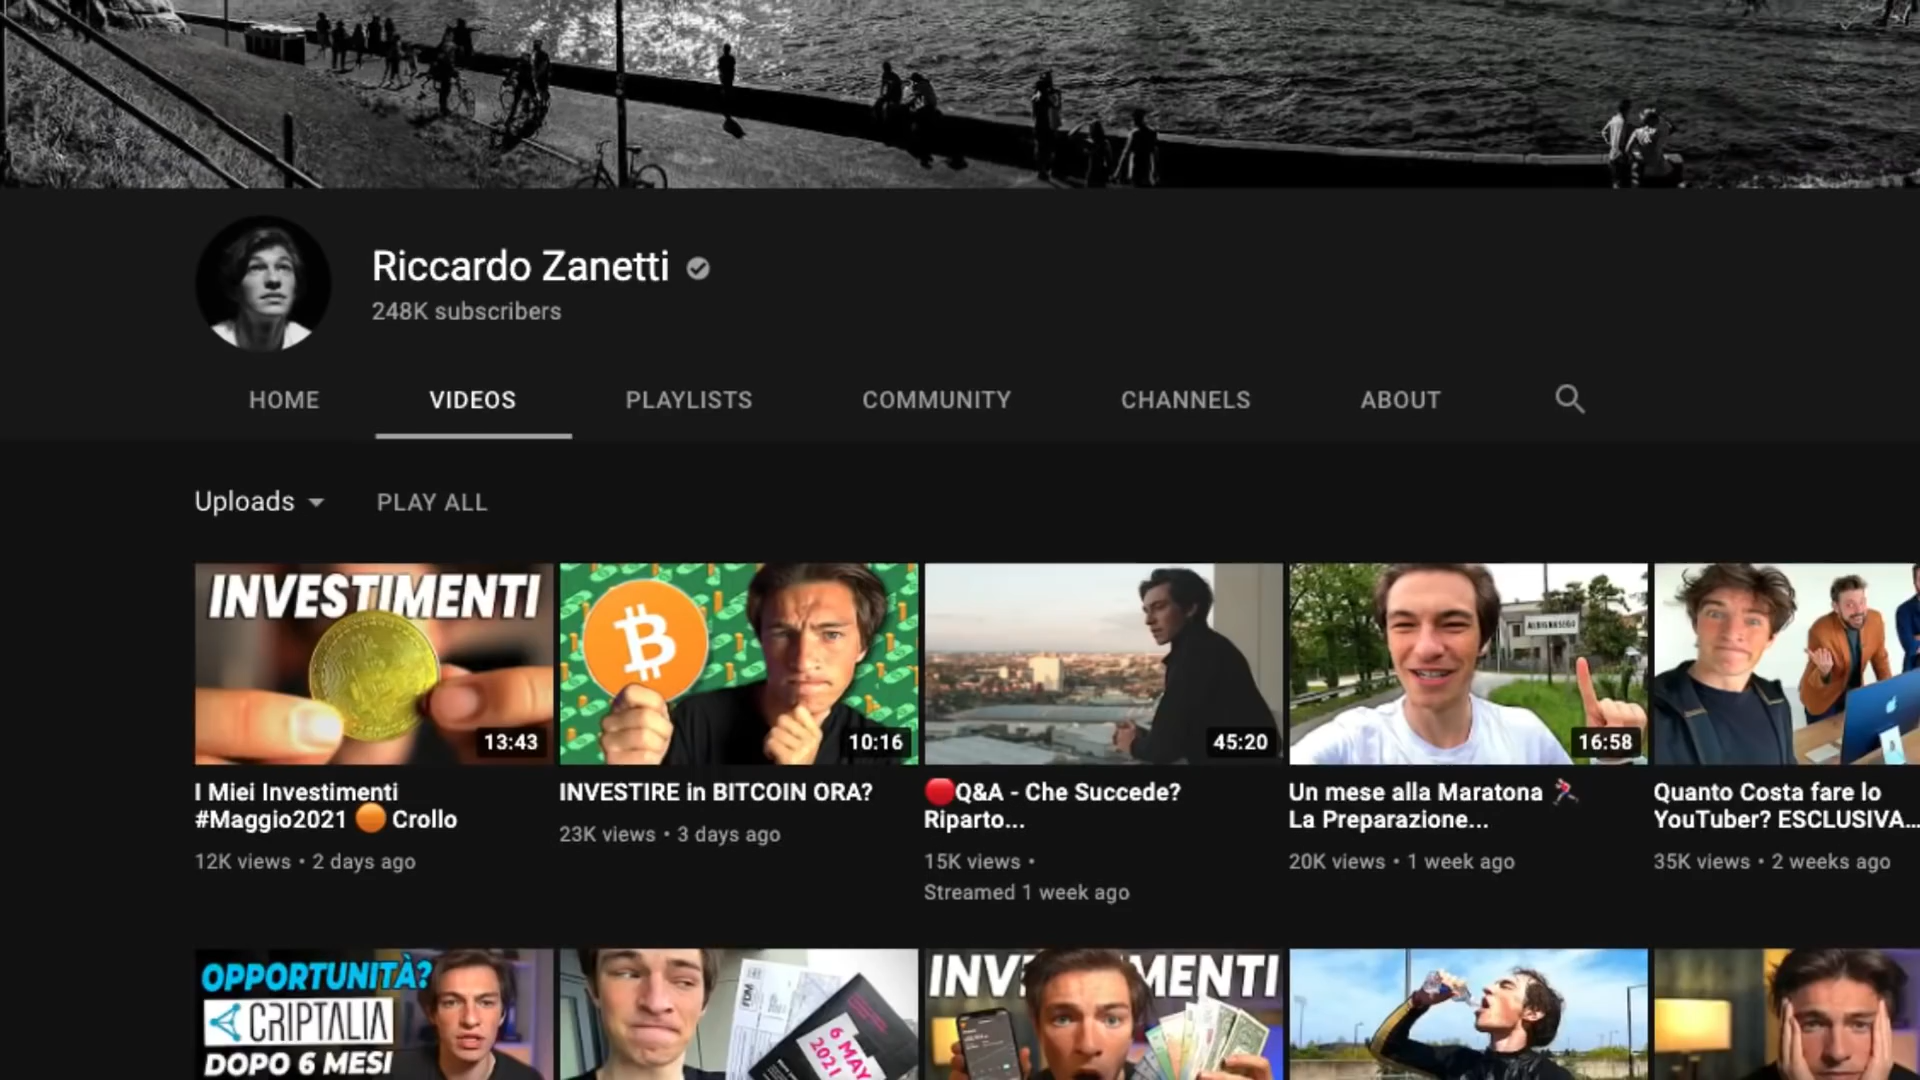 Riccardo Zanetti
248K subscribers
HOME VIDEOS PLAYLISTS COMMUNITY CHANNELS ABOUT
Uploads PLAY ALL
INVESTIMENTI
ALBIGNASEGO
13:43 10:16 45:20 16:58
I Miei Investimenti
#Maggio2021 🟠 Crollo
12K views • 2 days ago
INVESTIRE in BITCOIN ORA?
23K views • 3 days ago
🔴Q&A - Che Succede?
Riparto...
15K views •
Streamed 1 week ago
Un mese alla Maratona 🏃
La Preparazione...
20K views • 1 week ago
Quanto Costa fare lo
YouTuber? ESCLUSIVA...
35K views • 2 weeks ago
OPPORTUNITÀ?
CRIPTALIA
DOPO 6 MESI
FDM
6 MAY
2021
INV MENTI